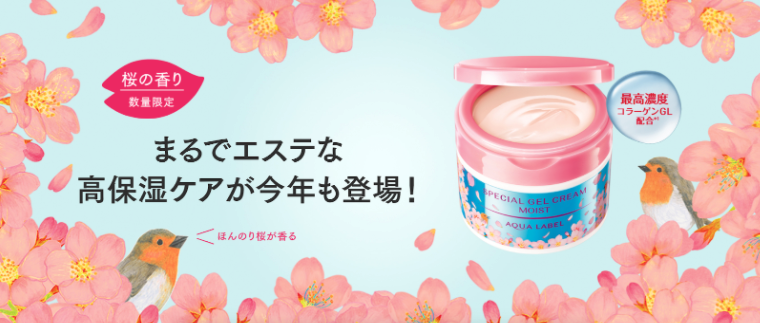 桜の香り
数量限定
まるでエステな
高保湿ケアが今年も登場！
ほんのり桜が香る
最高濃度
コラーゲンGL
配合
SPECIAL GEL CREAM
MOIST
AQUA LABEL